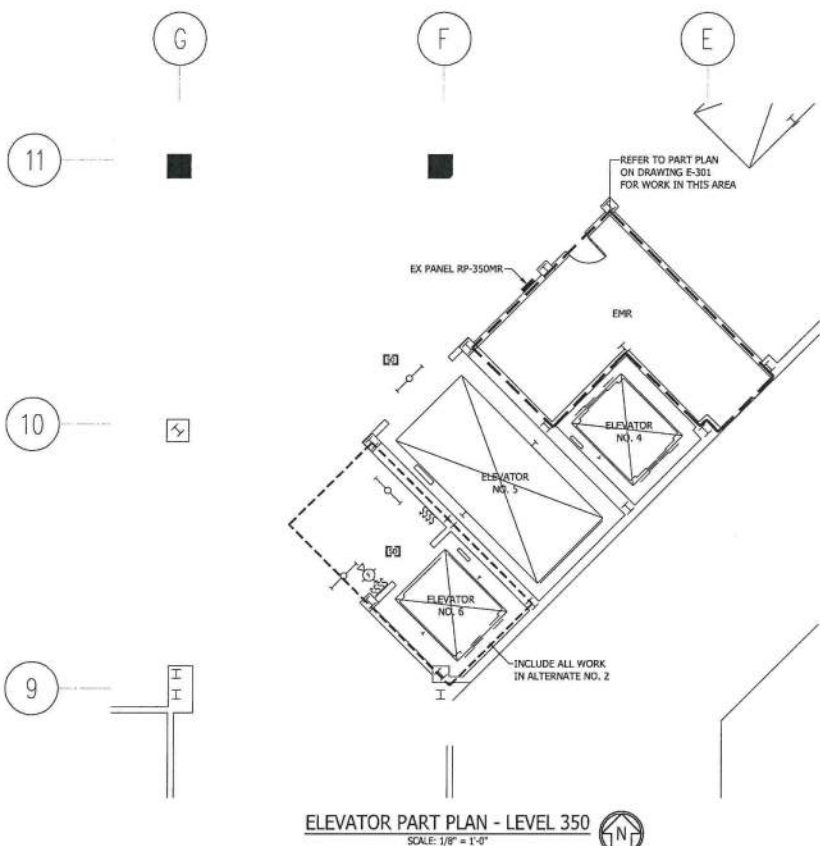 G
F
E
11
REFER TO PART PLAN
ON DRAWING E-301
FOR WORK IN THIS AREA
EX PANEL RP-350MR
EMR
10
ELEVATOR
NO. 4
ELEVATOR
NO. 5
ELEVATOR
NO. 6
9
INCLUDE ALL WORK
IN ALTERNATE NO. 2
ELEVATOR PART PLAN - LEVEL 350
SCALE: 1/8" = 1'-0"
N